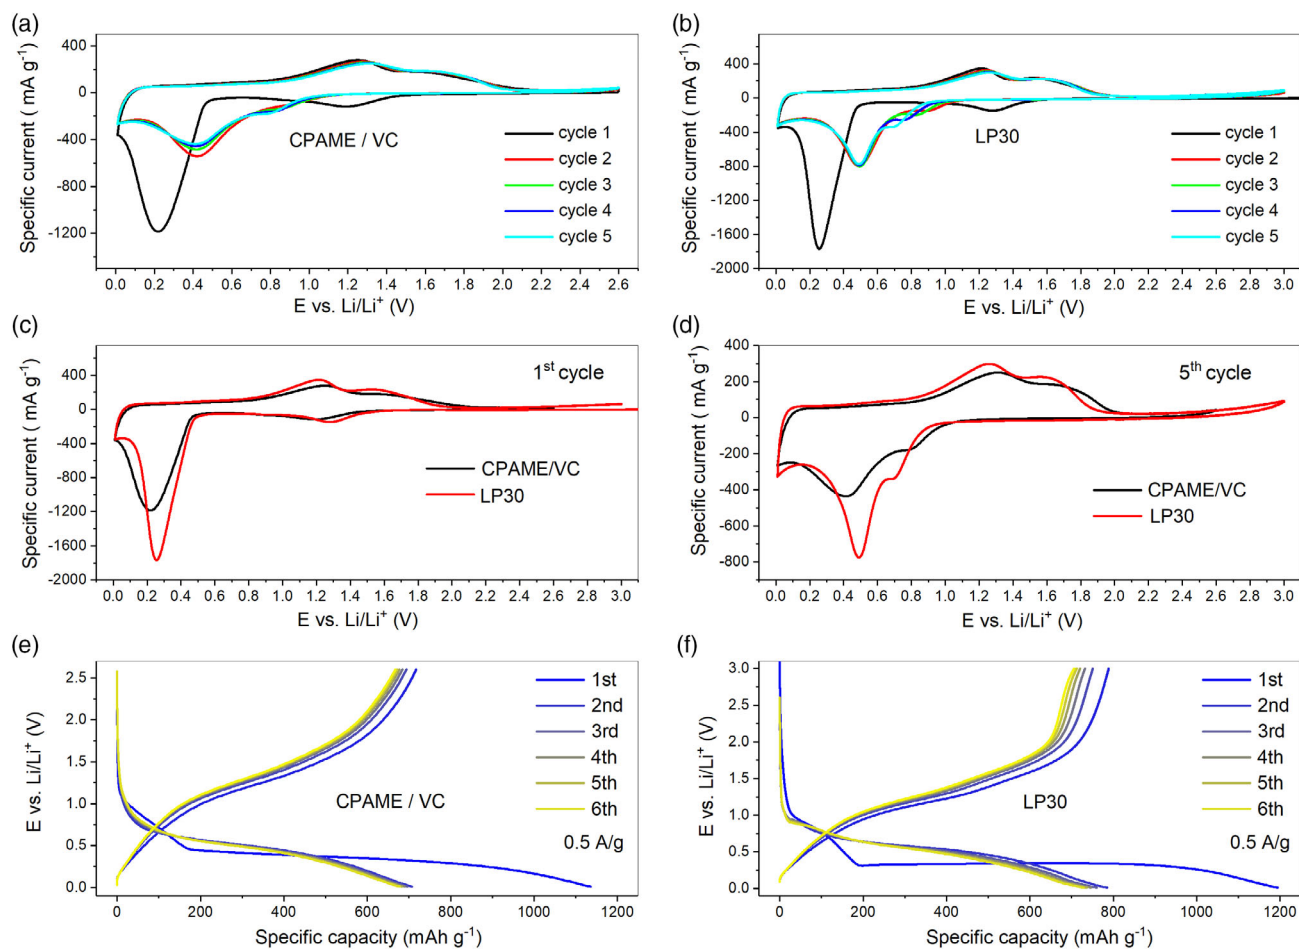 (a)
400
0
-400
-800
-1200
Specific current ( mA g-1)
CPAME / VC
cycle 1
cycle 2
cycle 3
cycle 4
cycle 5
0.0 0.2 0.4 0.6 0.8 1.0 1.2 1.4 1.6 1.8 2.0 2.2 2.4 2.6
E vs. Li/Li+ (V)
(b)
400
0
-400
-800
-1200
-1600
-2000
Specific current ( mA g-1)
LP30
cycle 1
cycle 2
cycle 3
cycle 4
cycle 5
0.0 0.2 0.4 0.6 0.8 1.0 1.2 1.4 1.6 1.8 2.0 2.2 2.4 2.6 2.8 3.0
E vs. Li/Li+ (V)
(c)
400
0
-400
-800
-1200
-1600
-2000
Specific current ( mA g-1)
1st cycle
CPAME/VC
LP30
0.0 0.2 0.4 0.6 0.8 1.0 1.2 1.4 1.6 1.8 2.0 2.2 2.4 2.6 2.8 3.0
E vs. Li/Li+ (V)
(d)
400
200
0
-200
-400
-600
-800
Specific current ( mA g-1)
5th cycle
CPAME/VC
LP30
0.0 0.2 0.4 0.6 0.8 1.0 1.2 1.4 1.6 1.8 2.0 2.2 2.4 2.6 2.8 3.0
E vs. Li/Li+ (V)
(e)
2.5
2.0
1.5
1.0
0.5
0.0
E vs. Li/Li+ (V)
1st
2nd
3rd
4th
5th
6th
CPAME / VC
0.5 A/g
0 200 400 600 800 1000 1200
Specific capacity (mAh g-1)
(f)
3.0
2.5
2.0
1.5
1.0
0.5
0.0
E vs. Li/Li+ (V)
1st
2nd
3rd
4th
5th
6th
LP30
0.5 A/g
0 200 400 600 800 1000 1200
Specific capacity (mAh g-1)